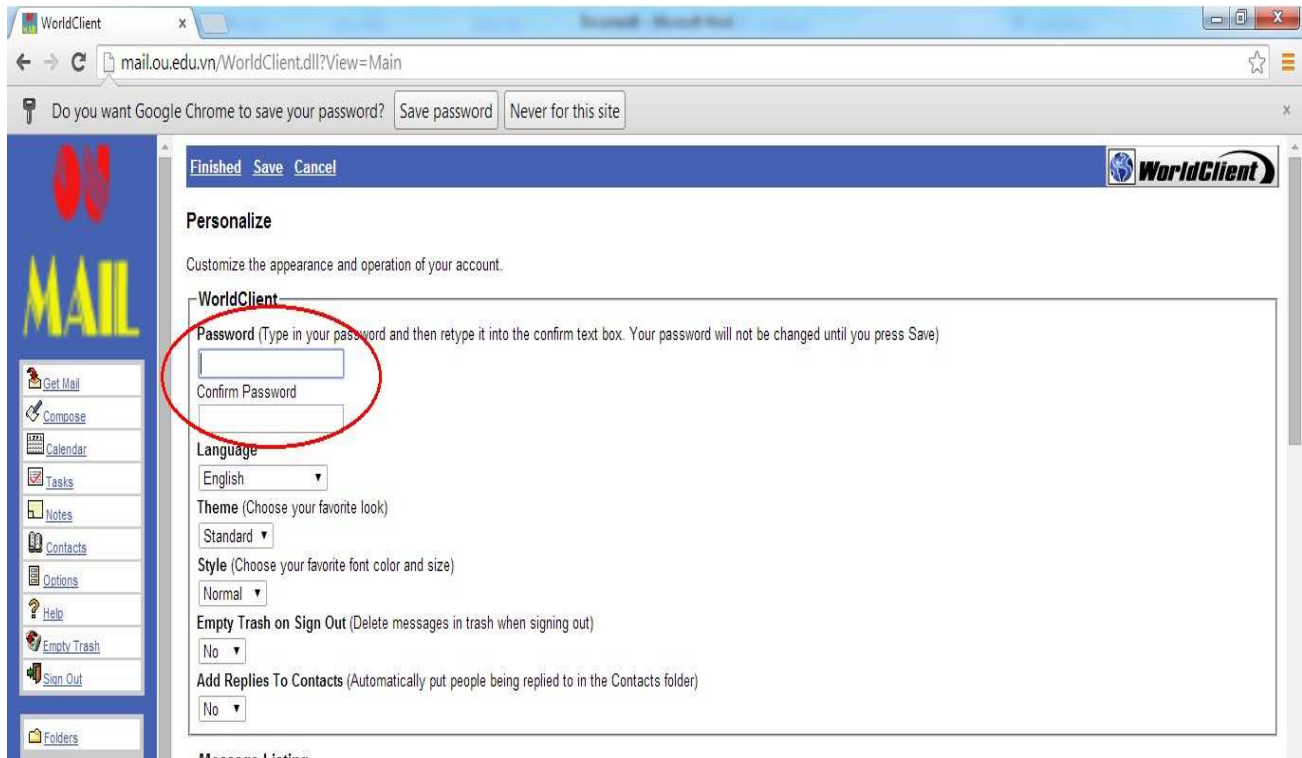 WorldClient
mail.ou.edu.vn/WorldClient.dll?View=Main
Do you want Google Chrome to save your password? Save password Never for this site
OU
MAIL
Get Mail
Compose
Calendar
Tasks
Notes
Contacts
Options
Help
Empty Trash
Sign Out
Folders
Finished Save Cancel
WorldClient
Personalize
Customize the appearance and operation of your account.
WorldClient
Password (Type in your password and then retype it into the confirm text box. Your password will not be changed until you press Save)
Confirm Password
Language
English
Theme (Choose your favorite look)
Standard
Style (Choose your favorite font color and size)
Normal
Empty Trash on Sign Out (Delete messages in trash when signing out)
No
Add Replies To Contacts (Automatically put people being replied to in the Contacts folder)
No
Message Listing